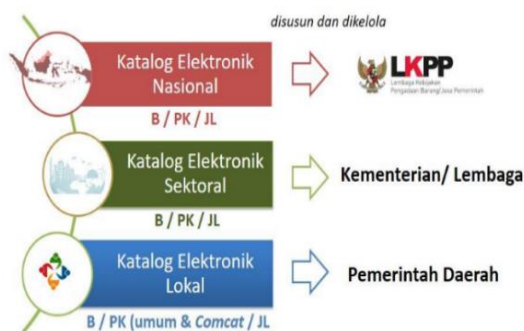 disusun dan dikelola
Katalog Elektronik
Nasional
LKPP
Lembaga Kebijakan
Pengadaan Barang/Jasa Pemerintah
B / PK / JL
Katalog Elektronik
Sektoral
Kementerian/ Lembaga
B / PK / JL
Katalog Elektronik
Lokal
Pemerintah Daerah
B / PK (umum & Comcat / JL